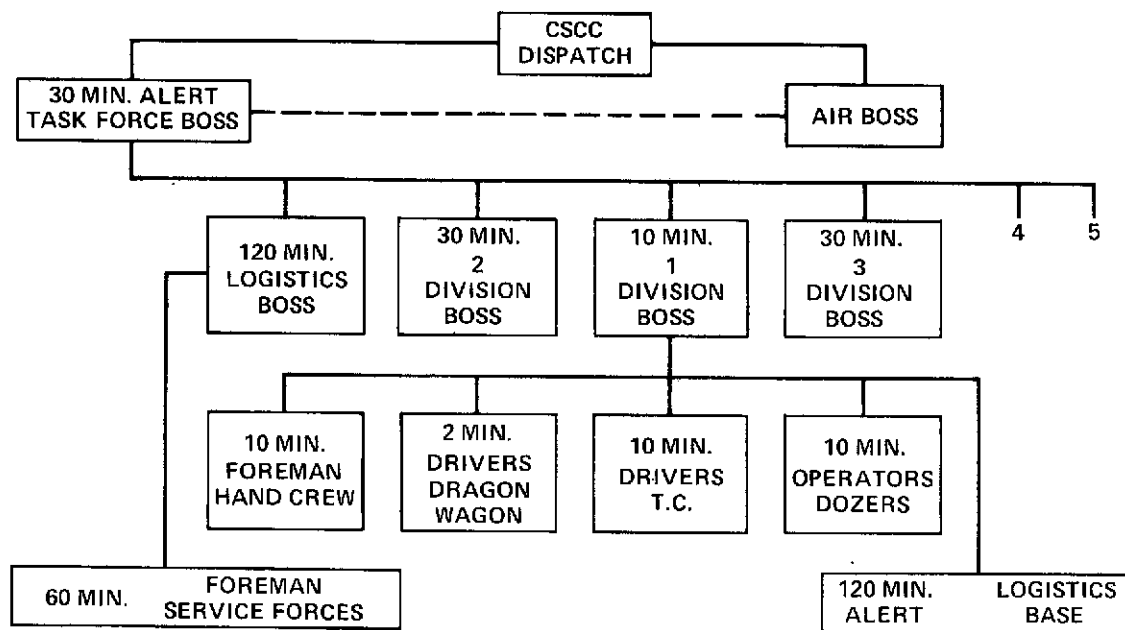 CSCC
DISPATCH
30 MIN. ALERT
TASK FORCE BOSS
AIR BOSS
120 MIN.
LOGISTICS
BOSS
30 MIN.
2
DIVISION
BOSS
10 MIN.
1
DIVISION
BOSS
30 MIN.
3
DIVISION
BOSS
4
5
10 MIN.
FOREMAN
HAND CREW
2 MIN.
DRIVERS
DRAGON
WAGON
10 MIN.
DRIVERS
T.C.
10 MIN.
OPERATORS
DOZERS
60 MIN.
FOREMAN
SERVICE FORCES
120 MIN.
ALERT
LOGISTICS
BASE